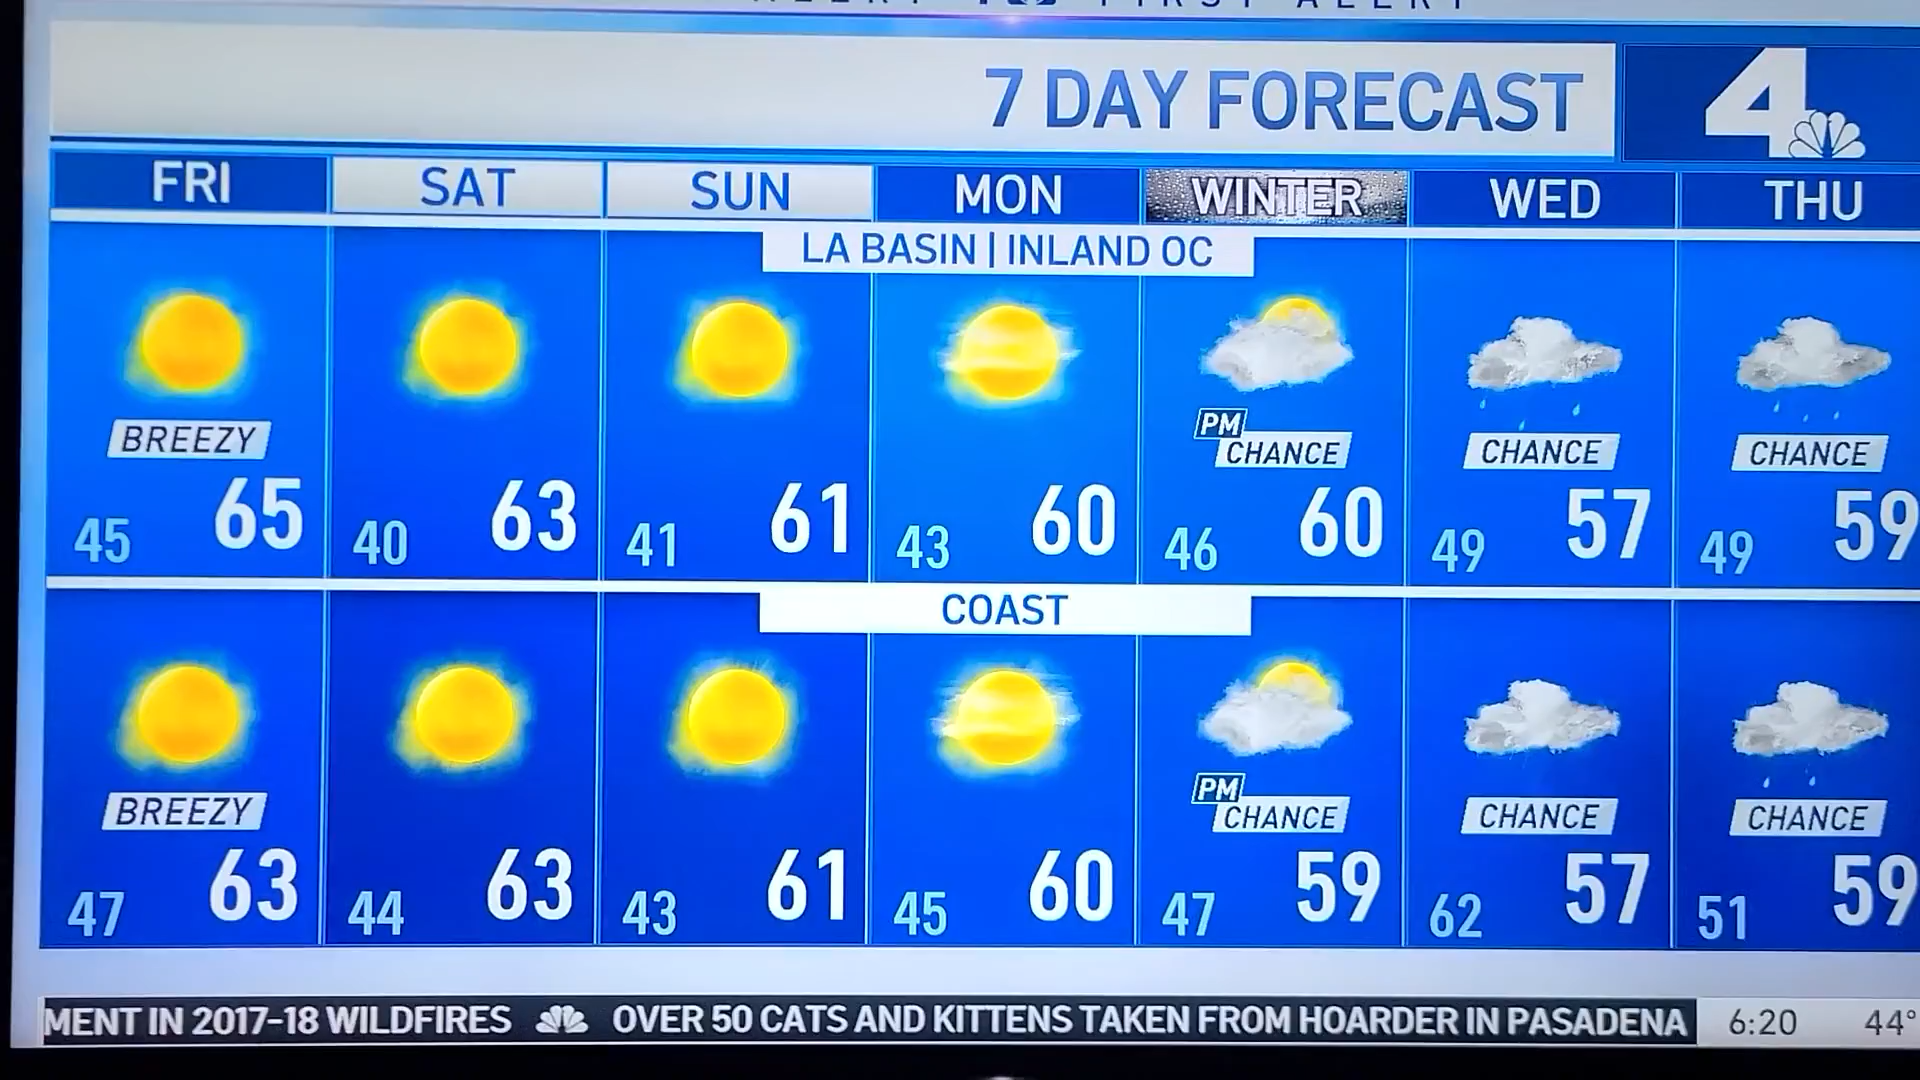 ALERT FIRST ALERT
7 DAY FORECAST 4
FRI SAT SUN MON WINTER WED THU
LA BASIN | INLAND OC
BREEZY PM CHANCE CHANCE CHANCE
45 65 40 63 41 61 43 60 46 60 49 57 49 59
COAST
BREEZY PM CHANCE CHANCE CHANCE
47 63 44 63 43 61 45 60 47 59 62 57 51 59
MENT IN 2017-18 WILDFIRES OVER 50 CATS AND KITTENS TAKEN FROM HOARDER IN PASADENA 6:20 44°